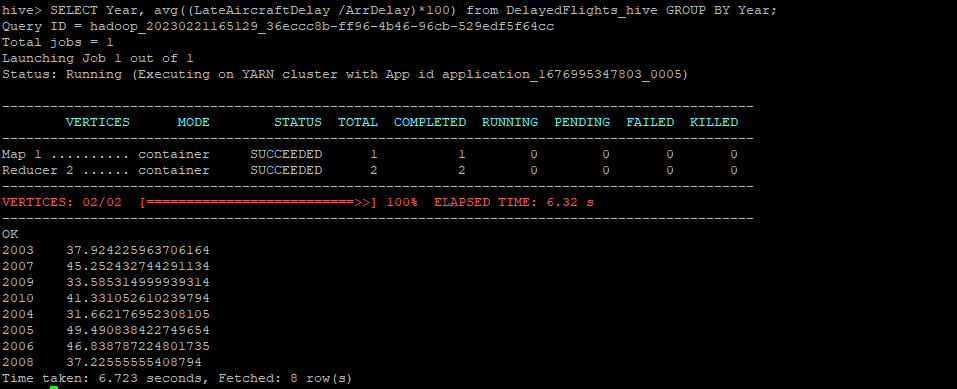 hive> SELECT Year, avg((LateAircraftDelay /ArrDelay)*100) from DelayedFlights_hive GROUP BY Year;
Query ID = hadoop_20230221165129_36eccc8b-ff96-4b46-96cb-529edf5f64cc
Total jobs = 1
Launching Job 1 out of 1
Status: Running (Executing on YARN cluster with App id application_1676995347803_0005)
----------------------------------------------------------------------------------------------
        VERTICES      MODE        STATUS  TOTAL  COMPLETED  RUNNING  PENDING  FAILED  KILLED
----------------------------------------------------------------------------------------------
Map 1 .......... container     SUCCEEDED      1          1        0        0       0       0
Reducer 2 ...... container     SUCCEEDED      2          2        0        0       0       0
----------------------------------------------------------------------------------------------
VERTICES: 02/02  [==========================>>] 100%  ELAPSED TIME: 6.32 s
----------------------------------------------------------------------------------------------
OK
2003    37.924225963706164
2007    45.252432744291134
2009    33.585314999939314
2010    41.331052610239794
2004    31.662176952308105
2005    49.490838422749654
2006    46.838787224801735
2008    37.22555555408794
Time taken: 6.723 seconds, Fetched: 8 row(s)